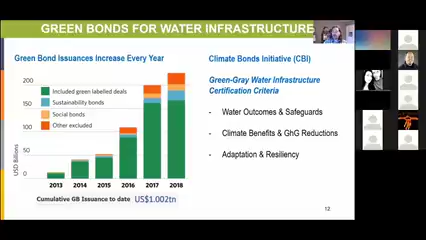 GREEN BONDS FOR WATER INFRASTRUCTURE
Green Bond Issuances Increase Every Year
200
150
100
50
0
USD Billions
Included green labelled deals
Sustainability bonds
Social bonds
Other excluded
2013 2014 2015 2016 2017 2018
Cumulative GB Issuance to date US$1.002tn
Climate Bonds Initiative (CBI)
Green-Gray Water Infrastructure
Certification Criteria
- Water Outcomes & Safeguards
- Climate Benefits & GhG Reductions
- Adaptation & Resiliency
12